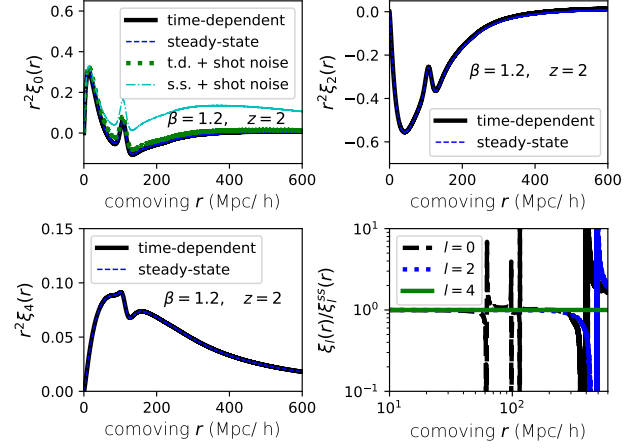 0.6
0.4
0.2
0.0
r²ξ₀(r)
time-dependent
steady-state
t.d. + shot noise
s.s. + shot noise
β = 1.2, z = 2
0 200 400 600
comoving r (Mpc/ h)
0.0
−0.2
−0.4
−0.6
r²ξ₂(r)
β = 1.2, z = 2
time-dependent
steady-state
0 200 400 600
comoving r (Mpc/ h)
0.15
0.10
0.05
0.00
r²ξ₄(r)
time-dependent
steady-state
β = 1.2, z = 2
0 200 400 600
comoving r (Mpc/ h)
10¹
10⁰
10⁻¹
ξₗ(r)/ξₗˢˢ(r)
l = 0
l = 2
l = 4
10¹ 10²
comoving r (Mpc/ h)